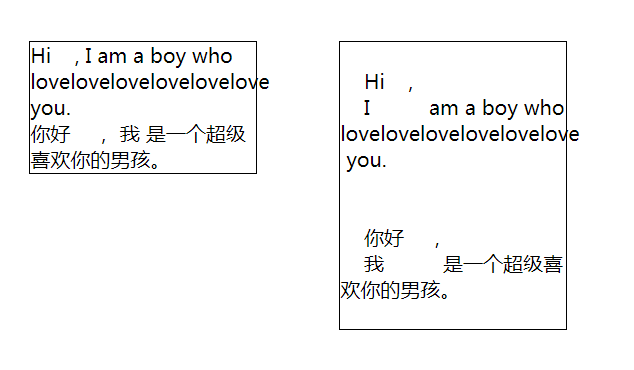 Hi    , I am a boy who
lovelovelovelovelovelove
you.
你好    ，我 是一个超级
喜欢你的男孩。
Hi    ,
I          am a boy who
lovelovelovelovelovelove
you.
你好    ，
我          是一个超级喜
欢你的男孩。